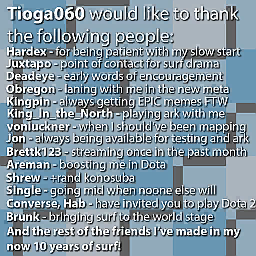 Tioga060 would like to thank
the following people:
Hardex - for being patient with my slow start
Juxtapo - point of contact for surf drama
Deadeye - early words of encouragement
Obregon - laning with me in the new meta
Kingpin - always getting EPIC memes FTW
King_In_the_North - playing ark with me
vonluckner - when I should've been mapping
Jon - always being available for testing and ark
Brettk123 - streaming once in the past month
Areman - boosting me in Dota
Shrew - +rand konosuba
Single - going mid when noone else will
Converse, Hab - have invited you to play Dota 2
Brunk - bringing surf to the world stage
And the rest of the friends I've made in my
now 10 years of surf!